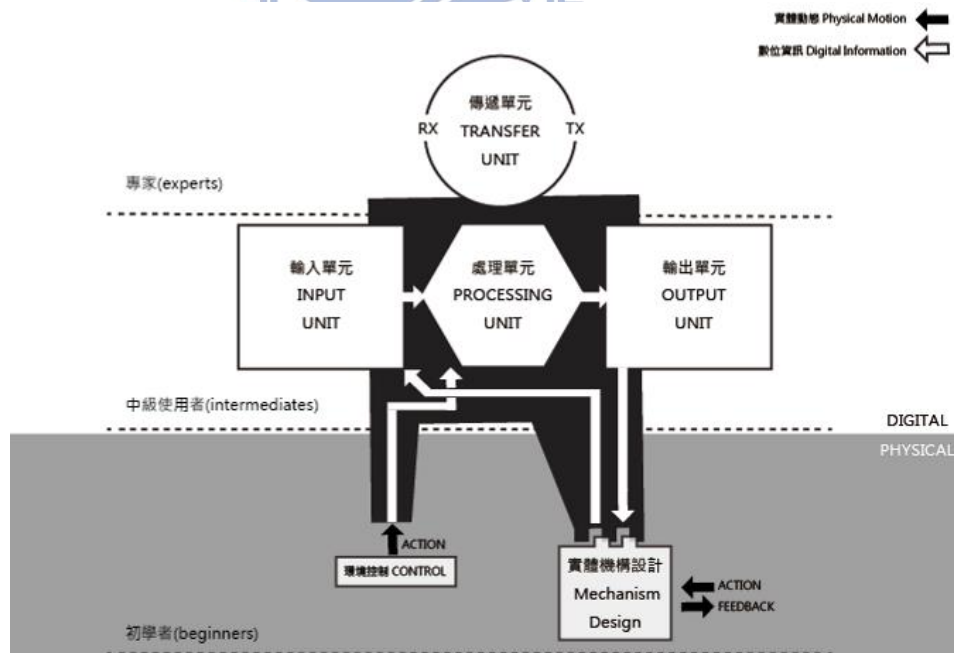 實體動態 Physical Motion
數位資訊 Digital Information
傳遞單元
RX TRANSFER TX
UNIT
專家(experts)
輸入單元
INPUT
UNIT
處理單元
PROCESSING
UNIT
輸出單元
OUTPUT
UNIT
中級使用者(intermediates)
DIGITAL
PHYSICAL
ACTION
環境控制 CONTROL
實體機構設計
Mechanism
Design
ACTION
FEEDBACK
初學者(beginners)